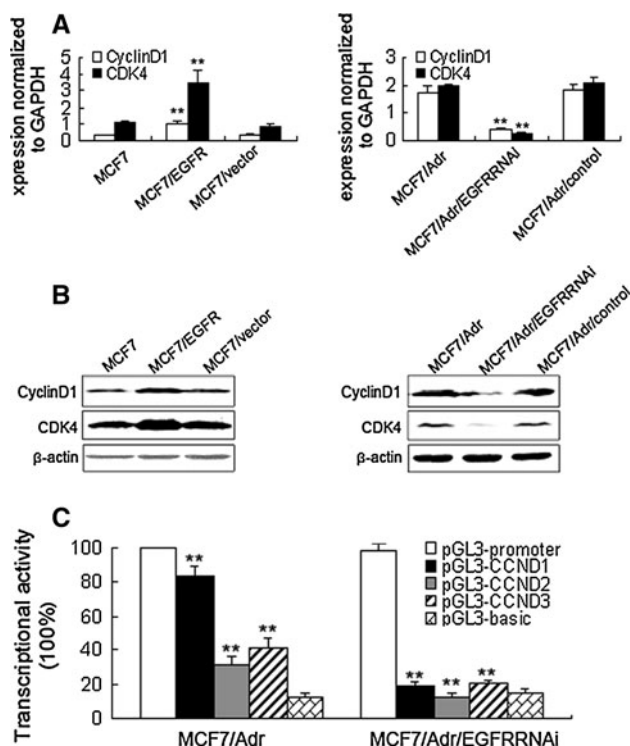 A
xpression normalized
to GAPDH
5
4
3
2
1
0
CyclinD1
CDK4
**
**
MCF7
MCF7/EGFR
MCF7/vector
expression normalized
to GAPDH
3
2
1
0
CyclinD1
CDK4
**
**
MCF7/Adr
MCF7/Adr/EGFRRNAi
MCF7/Adr/control
B
MCF7
MCF7/EGFR
MCF7/vector
CyclinD1
CDK4
β-actin
MCF7/Adr
MCF7/Adr/EGFRRNAi
MCF7/Adr/control
CyclinD1
CDK4
β-actin
C
Transcriptional activity
(100%)
100
80
60
40
20
0
**
**
**
**
**
**
pGL3-promoter
pGL3-CCND1
pGL3-CCND2
pGL3-CCND3
pGL3-basic
MCF7/Adr
MCF7/Adr/EGFRRNAi